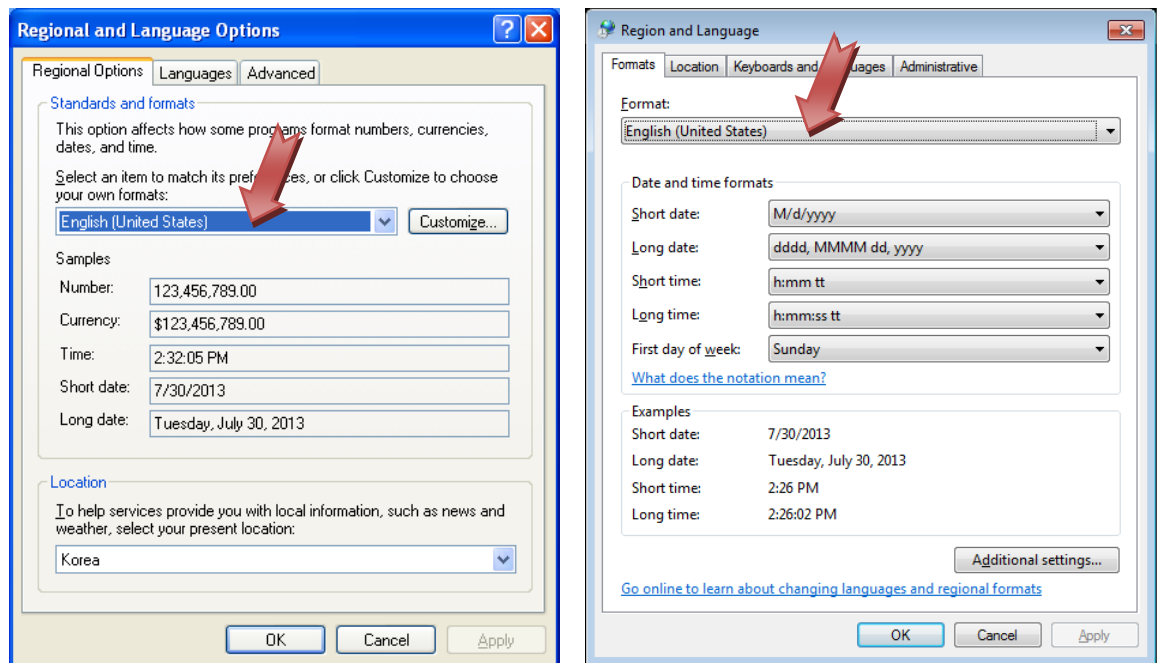 Regional and Language Options
Regional Options Languages Advanced
Standards and formats
This option affects how some programs format numbers, currencies,
dates, and time.
Select an item to match its preferences, or click Customize to choose
your own formats:
English (United States) Customize...
Samples
Number: 123,456,789.00
Currency: $123,456,789.00
Time: 2:32:05 PM
Short date: 7/30/2013
Long date: Tuesday, July 30, 2013
Location
To help services provide you with local information, such as news and
weather, select your present location:
Korea
OK Cancel Apply
Region and Language
Formats Location Keyboards and Languages Administrative
Format:
English (United States)
Date and time formats
Short date: M/d/yyyy
Long date: dddd, MMMM dd, yyyy
Short time: h:mm tt
Long time: h:mm:ss tt
First day of week: Sunday
What does the notation mean?
Examples
Short date: 7/30/2013
Long date: Tuesday, July 30, 2013
Short time: 2:26 PM
Long time: 2:26:02 PM
Additional settings...
Go online to learn about changing languages and regional formats
OK Cancel Apply